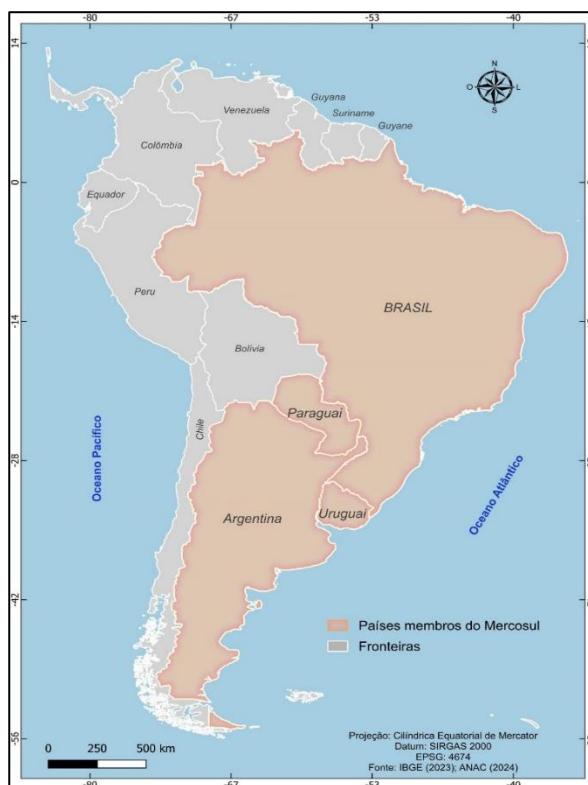 -80 -67 -53 -40
14
0
-14
-28
-42
-56
N
O L
S
Venezuela
Guyana
Suriname
Guyane
Colômbia
Equador
Peru
BRASIL
Bolívia
Paraguai
Chile
Oceano Pacífico
Argentina
Uruguai
Oceano Atlântico
Países membros do Mercosul
Fronteiras
Projeção: Cilíndrica Equatorial de Mercator
Datum: SIRGAS 2000
EPSG: 4674
Fonte: IBGE (2023); ANAC (2024)
0 250 500 km
-80 -67 -53 -40